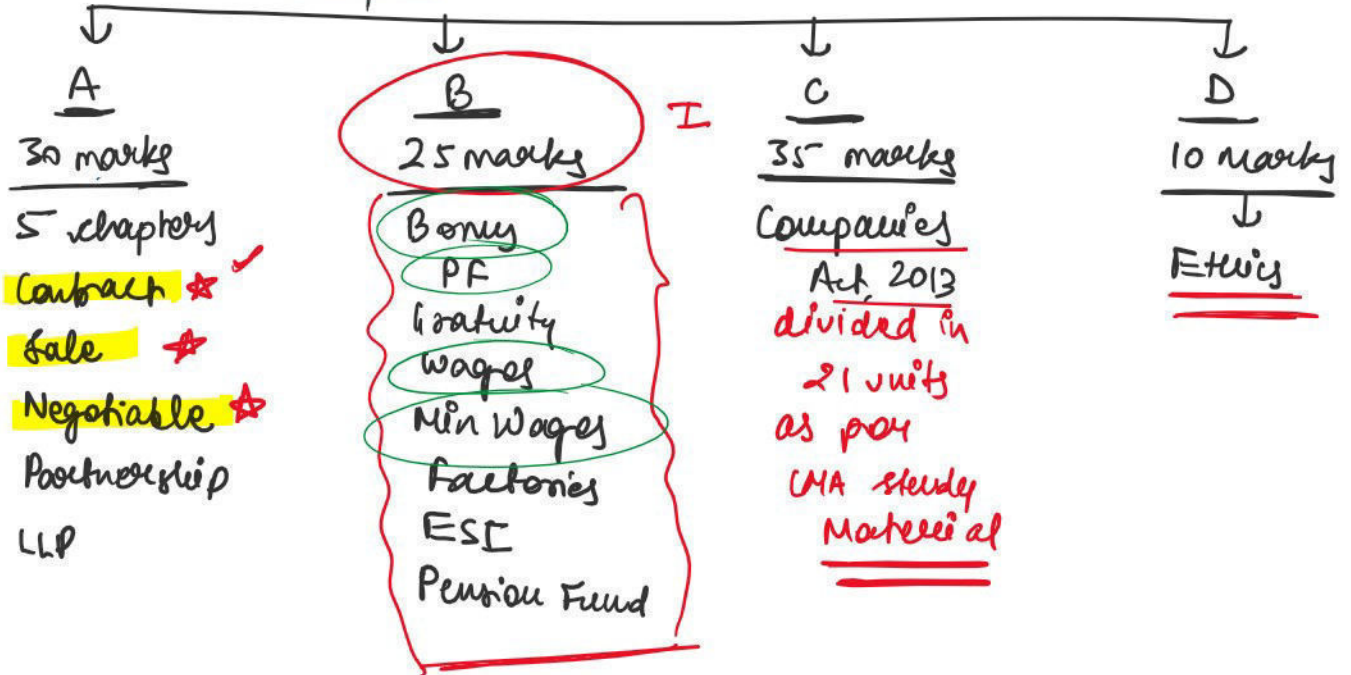 A
30 marks
5 chapters
Contract
Sale
Negotiable
Partnership
LLP
B
I
25 marks
Bonus
PF
Gratuity
Wages
Min Wages
Factories
ESI
Pension Fund
C
35 marks
Companies
Act, 2013
divided in
21 units
as per
CMA study
Material
D
10 Marks
Ethics